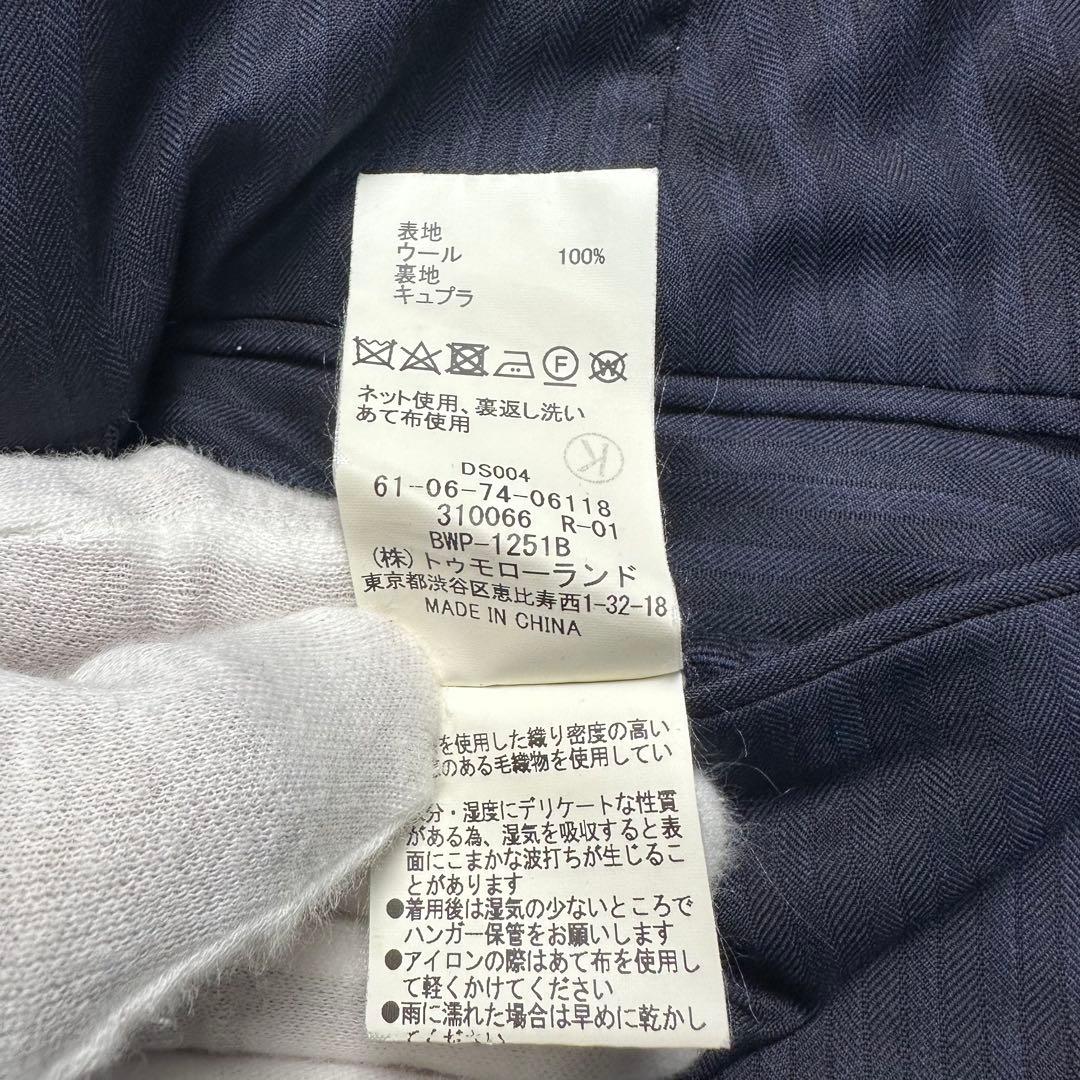 表地
ウール 100%
裏地
キュプラ
F W
ネット使用、裏返し洗い
あて布使用
K
DS004
61-06-74-06118
310066 R-01
BWP-1251B
(株)トゥモローランド
東京都渋谷区恵比寿西1-32-18
MADE IN CHINA
を使用した織り密度の高い
のある毛織物を使用してい
分・湿度にデリケートな性質
がある為、湿気を吸収すると表
面にこまかな波打ちが生じるこ
とがあります
●着用後は湿気の少ないところで
ハンガー保管をお願いします
●アイロンの際はあて布を使用し
て軽くかけてください
●雨に濡れた場合は早めに乾かし
てください